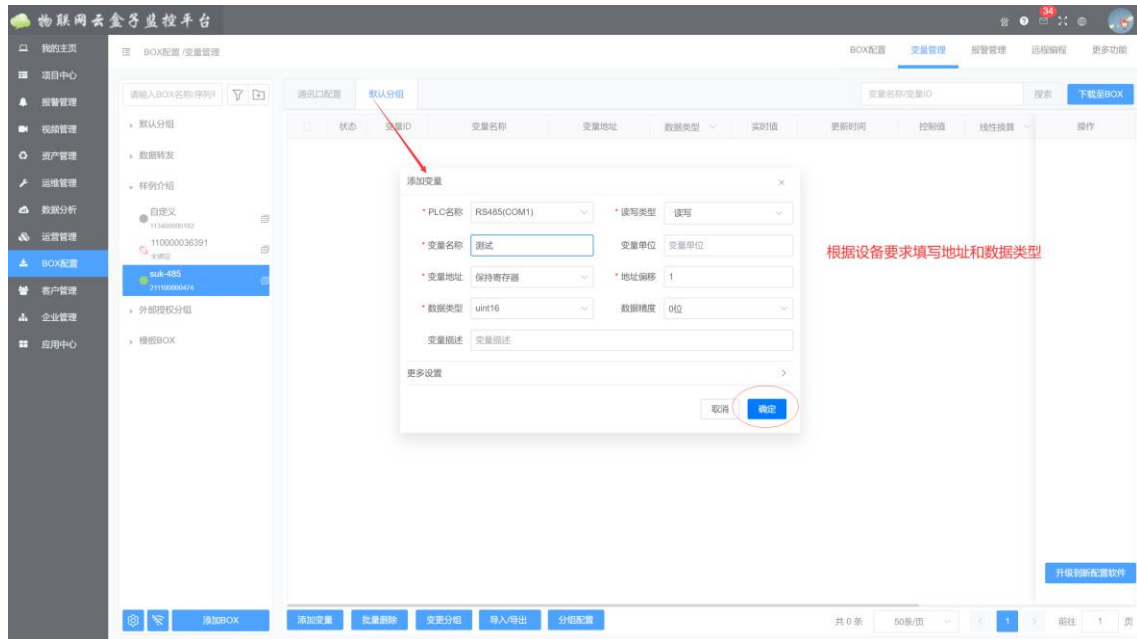 物联网云盒子监控平台
34
我的主页
项目中心
报警管理
视频管理
资产管理
运维管理
数据分析
运营管理
BOX配置
客户管理
企业管理
应用中心
BOX配置 /变量管理
BOX配置 变量管理 报警管理 远程编程 更多功能
请输入BOX名称/序列
默认分组
数据转发
样例介绍
自定义
113400000102
110000036391
未绑定
suk-485
211100000474
外部授权分组
模板BOX
添加BOX
通讯口配置 默认分组
变量名称/变量ID 搜索 下载至BOX
状态 变量ID 变量名称 变量地址 数据类型 实时值 更新时间 控制值 线性换算 操作
添加变量 ×
* PLC名称 RS485(COM1) * 读写类型 读写
* 变量名称 测试 变量单位 变量单位
* 变量地址 保持寄存器 * 地址偏移 1
* 数据类型 uint16 数据精度 0位
变量描述 变量描述
更多设置
取消 确定
根据设备要求填写地址和数据类型
升级到新配置软件
添加变量 批量删除 变更分组 导入/导出 分组配置
共 0 条 50条/页 1 前往 1 页